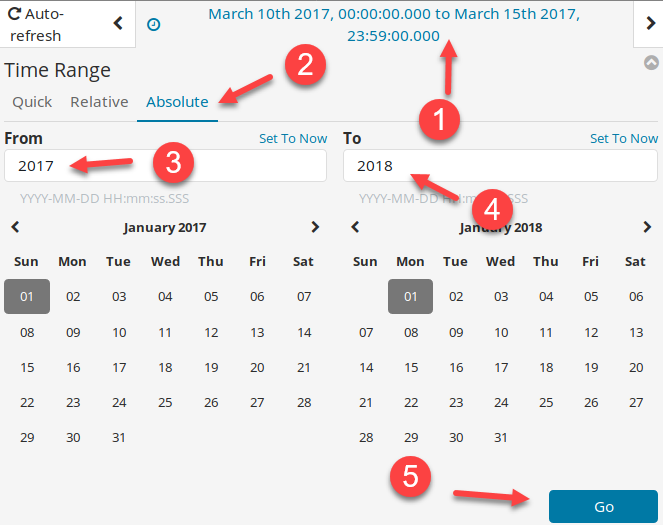 Auto-refresh
March 10th 2017, 00:00:00.000 to March 15th 2017,
23:59:00.000
Time Range
2
1
Quick Relative Absolute
From Set To Now To Set To Now
2017 3 2018
YYYY-MM-DD HH:mm:ss.SSS YYYY-MM-DD HH:mm:ss.SSS
4
January 2017 January 2018
Sun Mon Tue Wed Thu Fri Sat Sun Mon Tue Wed Thu Fri Sat
01 02 03 04 05 06 07 01 02 03 04 05 06
08 09 10 11 12 13 14 07 08 09 10 11 12 13
15 16 17 18 19 20 21 14 15 16 17 18 19 20
22 23 24 25 26 27 28 21 22 23 24 25 26 27
29 30 31 28 29 30 31
5
Go